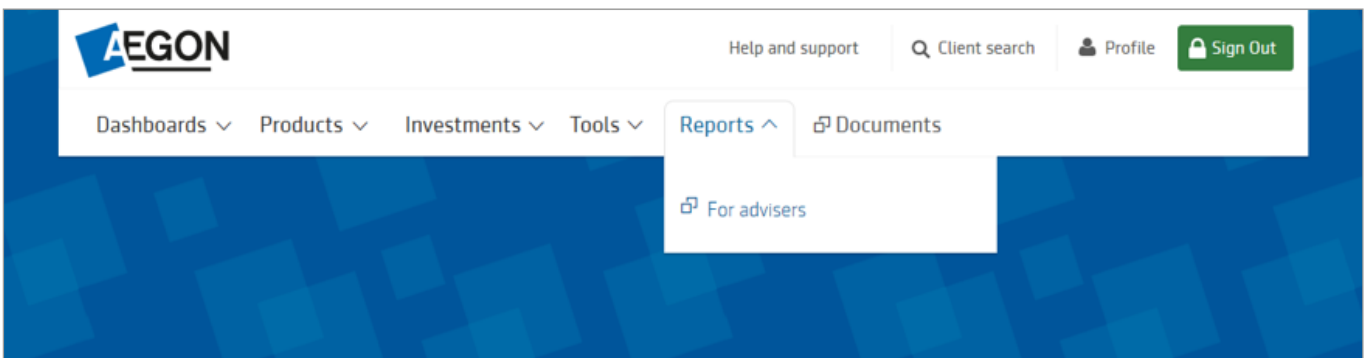 AEGON
Help and support Client search Profile Sign Out
Dashboards Products Investments Tools Reports Documents
For advisers